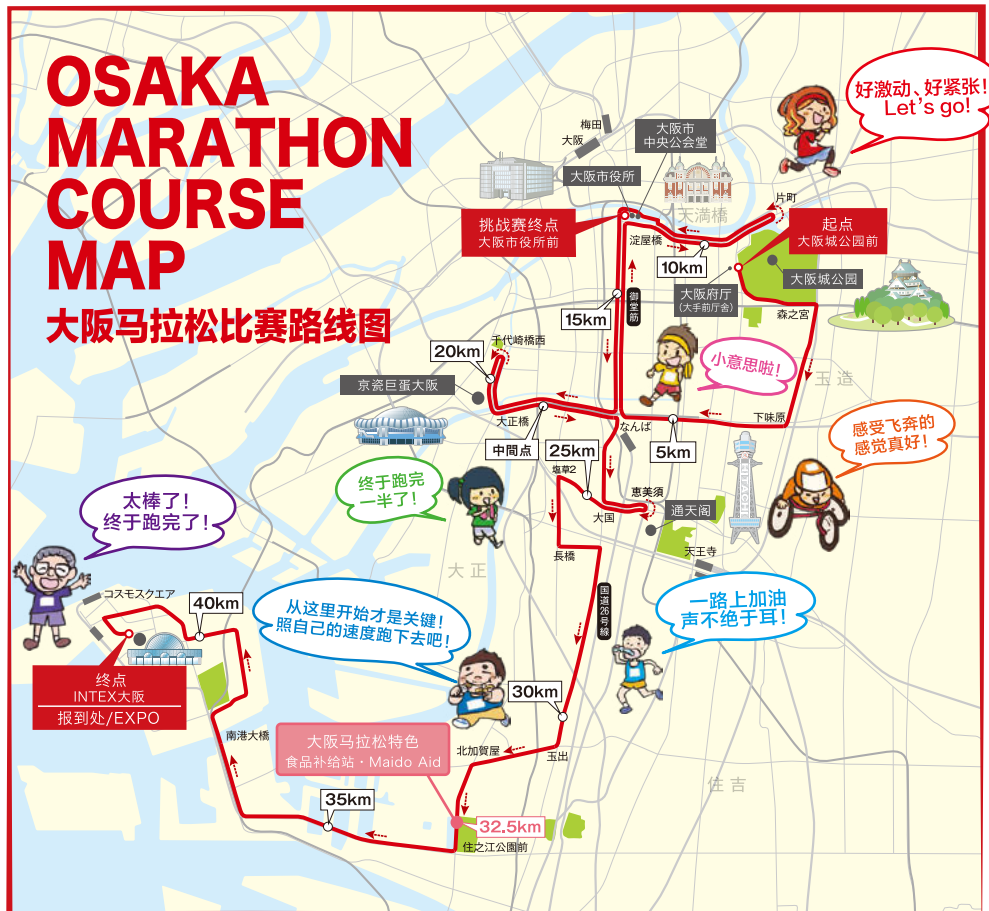 OSAKA
MARATHON
COURSE
MAP
大阪马拉松比赛路线图
好激动、好紧张!
Let's go!
梅田
大阪
大阪市
中央公会堂
大阪市役所
挑战赛终点
大阪市役所前
天満橋
片町
起点
大阪城公园前
淀屋橋
10km
大阪城公园
大阪府厅
(大手前厅舍)
森之宮
御堂筋
15km
千代崎橋西
20km
小意思啦!
玉造
京瓷巨蛋大阪
大正橋
下味原
なんば
5km
中間点
25km
感受飞奔的
感觉真好!
塩草2
恵美須
终于跑完
一半了!
大国
通天阁
HITACHI
太棒了!
终于跑完了!
長橋
天王寺
大正
コスモスクエア
40km
国道26号線
从这里开始才是关键!
照自己的速度跑下去吧!
一路上加油
声不绝于耳!
终点
INTEX大阪
报到处/EXPO
30km
南港大橋
大阪马拉松特色
食品补给站・Maido Aid
北加賀屋
玉出
住吉
35km
32.5km
住之江公園前